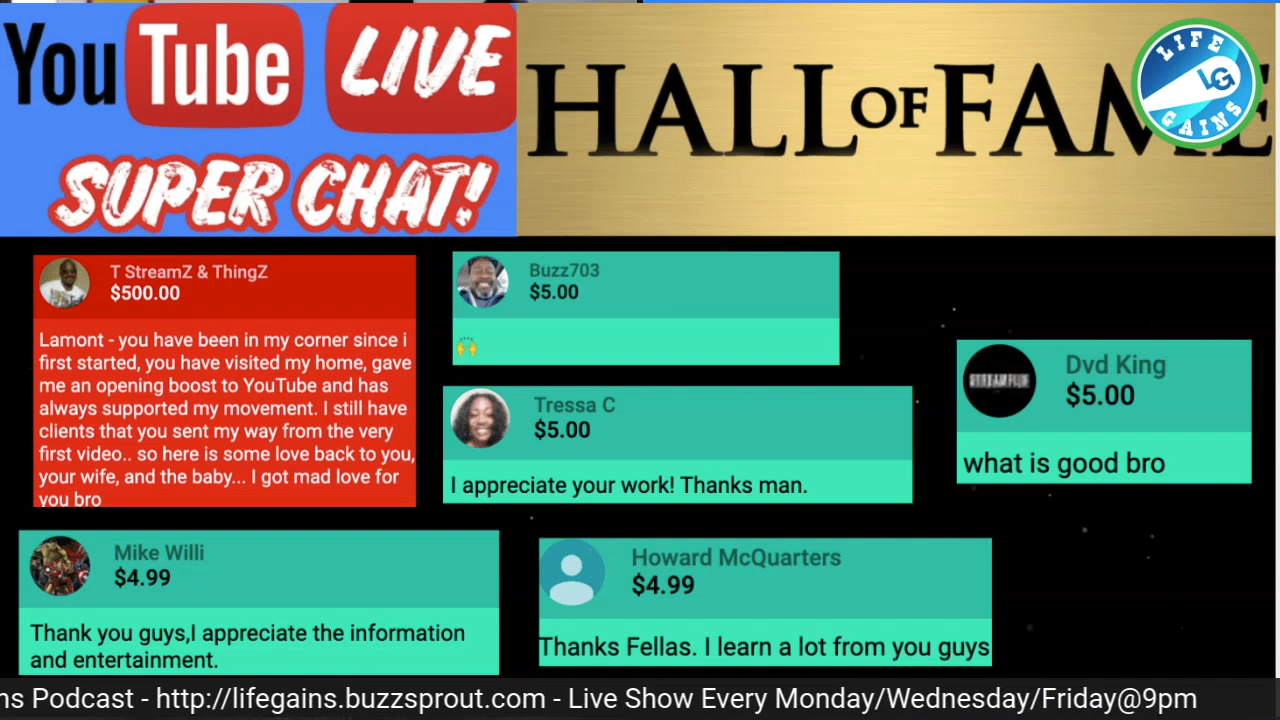 YouTube LIVE
SUPER CHAT!
HALL OF FAME
LIFE
LG
GAINS
T StreamZ & ThingZ
$500.00
Lamont - you have been in my corner since i
first started, you have visited my home, gave
me an opening boost to YouTube and has
always supported my movement. I still have
clients that you sent my way from the very
first video.. so here is some love back to you,
your wife, and the baby... I got mad love for
you bro
Buzz703
$5.00
🙌
Tressa C
$5.00
I appreciate your work! Thanks man.
Dvd King
$5.00
what is good bro
Mike Willi
$4.99
Thank you guys,I appreciate the information
and entertainment.
Howard McQuarters
$4.99
Thanks Fellas. I learn a lot from you guys
ns Podcast - http://lifegains.buzzsprout.com - Live Show Every Monday/Wednesday/Friday@9pm